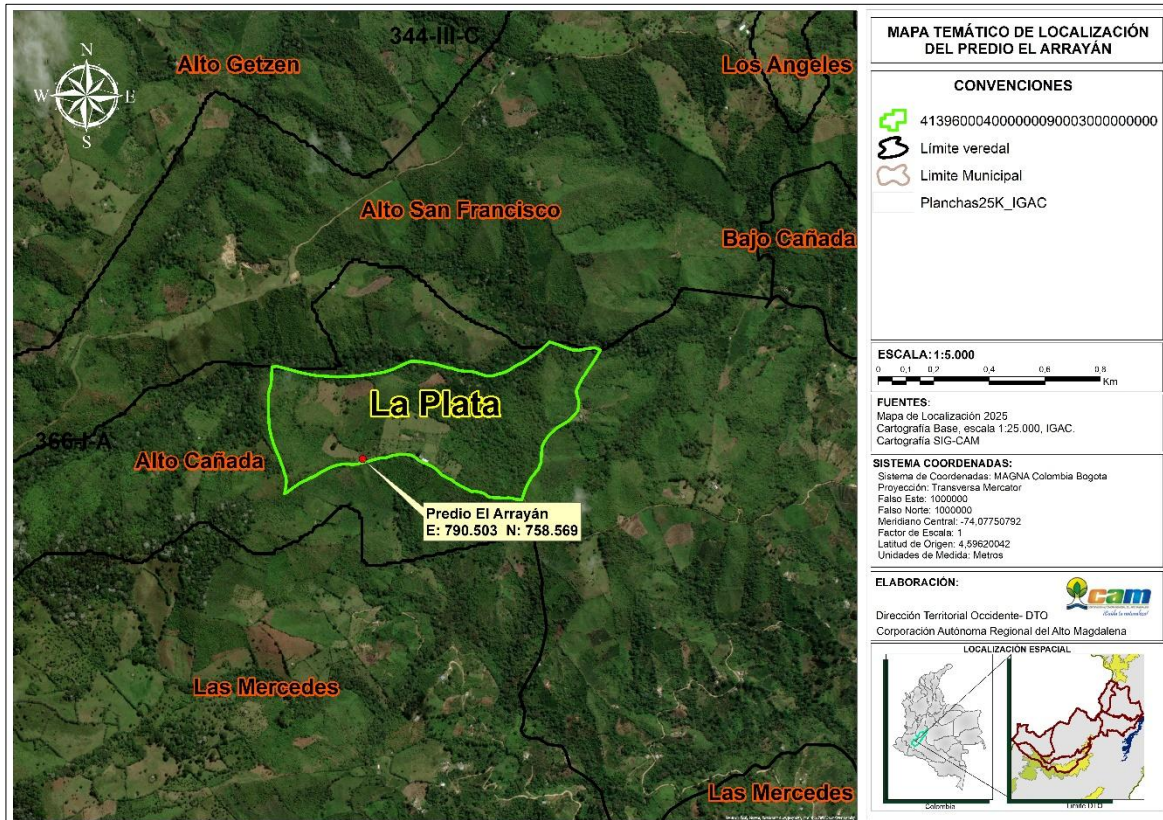 344-III-C
Alto Getzen
Los Angeles
N
W E
S
Alto San Francisco
Bajo Cañada
La Plata
366-I-A
Alto Cañada
Predio El Arrayán
E: 790.503 N: 758.569
Las Mercedes
Las Mercedes
MAPA TEMÁTICO DE LOCALIZACIÓN
DEL PREDIO EL ARRAYÁN
CONVENCIONES
Límite veredal
Limite Municipal
Planchas25K_IGAC
ESCALA: 1:5.000
0 0,1 0,2 0,4 0,6 0,8
Km
FUENTES:
Mapa de Localización 2025
Cartografía Base, escala 1:25.000, IGAC.
Cartografía SIG-CAM
SISTEMA COORDENADAS:
Sistema de Coordenadas: MAGNA Colombia Bogota
Proyección: Transversa Mercator
Falso Este: 1000000
Falso Norte: 1000000
Meridiano Central: -74,07750792
Factor de Escala: 1
Latitud de Origen: 4,59620042
Unidades de Medida: Metros
ELABORACIÓN:
cam
Dirección Territorial Occidente- DTO
Corporación Autónoma Regional del Alto Magdalena
LOCALIZACIÓN ESPACIAL
Colombia
Límite DTO